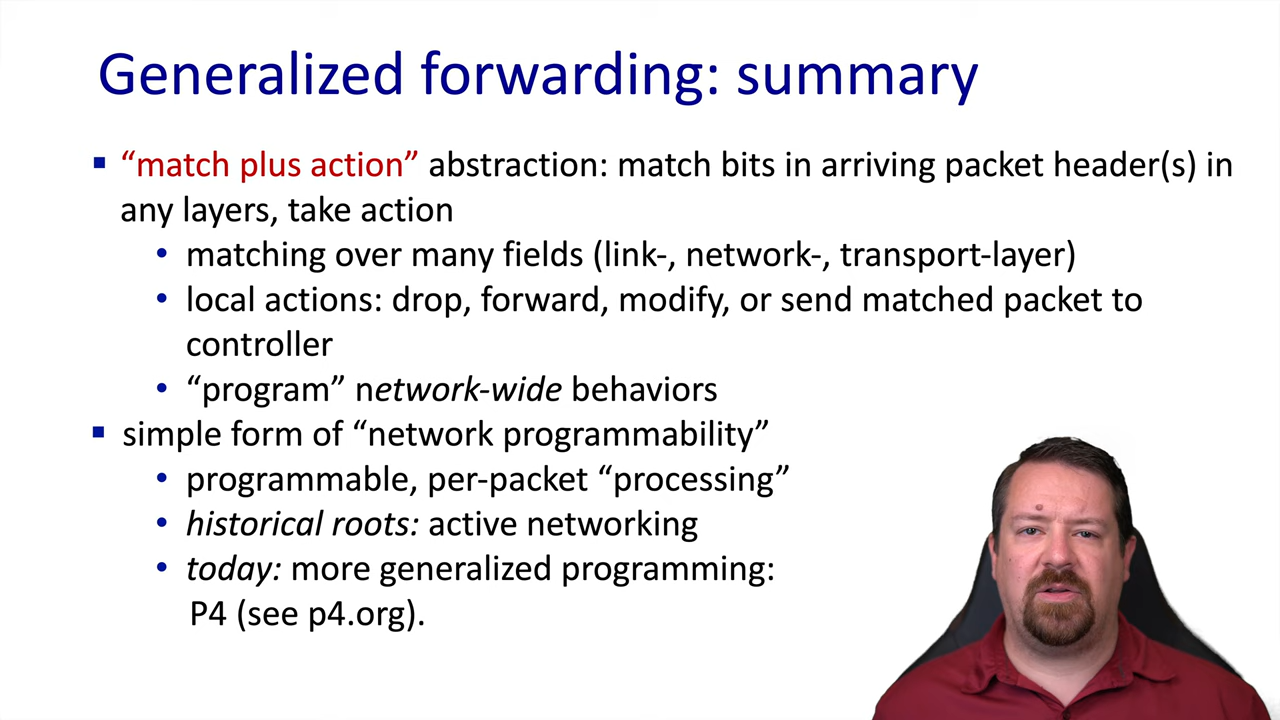 Generalized forwarding: summary
▪ “match plus action” abstraction: match bits in arriving packet header(s) in
any layers, take action
• matching over many fields (link-, network-, transport-layer)
• local actions: drop, forward, modify, or send matched packet to
controller
• “program” network-wide behaviors
▪ simple form of “network programmability”
• programmable, per-packet “processing”
• historical roots: active networking
• today: more generalized programming:
P4 (see p4.org).